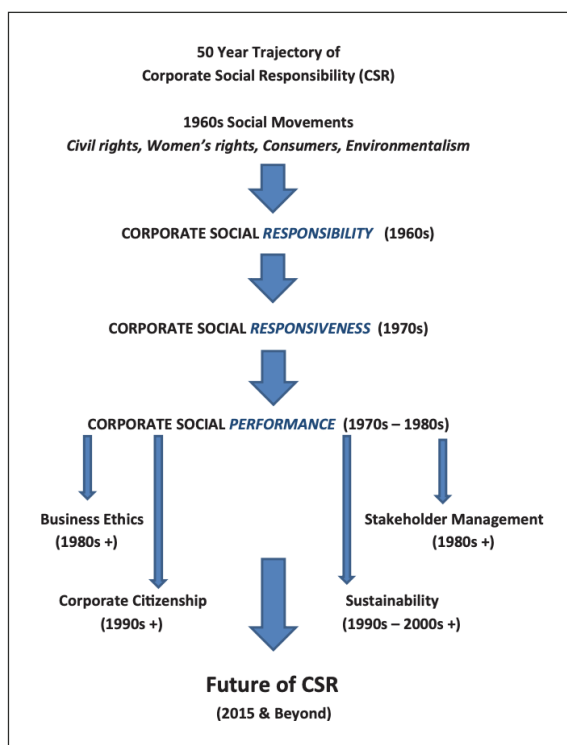 50 Year Trajectory of
Corporate Social Responsibility (CSR)
1960s Social Movements
Civil rights, Women's rights, Consumers, Environmentalism
CORPORATE SOCIAL RESPONSIBILITY (1960s)
CORPORATE SOCIAL RESPONSIVENESS (1970s)
CORPORATE SOCIAL PERFORMANCE (1970s – 1980s)
Business Ethics
(1980s +)
Stakeholder Management
(1980s +)
Corporate Citizenship
(1990s +)
Sustainability
(1990s – 2000s +)
Future of CSR
(2015 & Beyond)